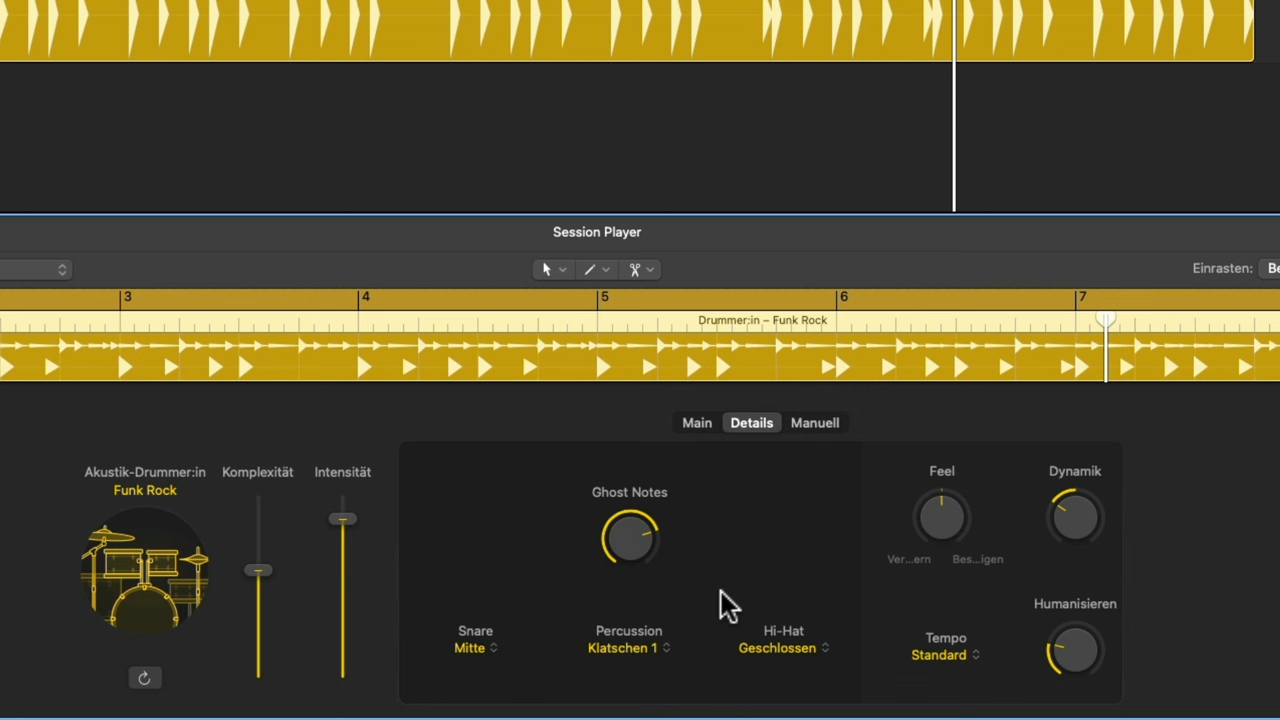 Session Player
Einrasten: Be
3 4 5 6 7
Drummer:in – Funk Rock
Main Details Manuell
Akustik-Drummer:in Komplexität Intensität
Funk Rock
Ghost Notes
Feel Dynamik
Ver...ern Bes...igen
Humanisieren
Snare Percussion Hi-Hat
Mitte Klatschen 1 Geschlossen
Tempo
Standard